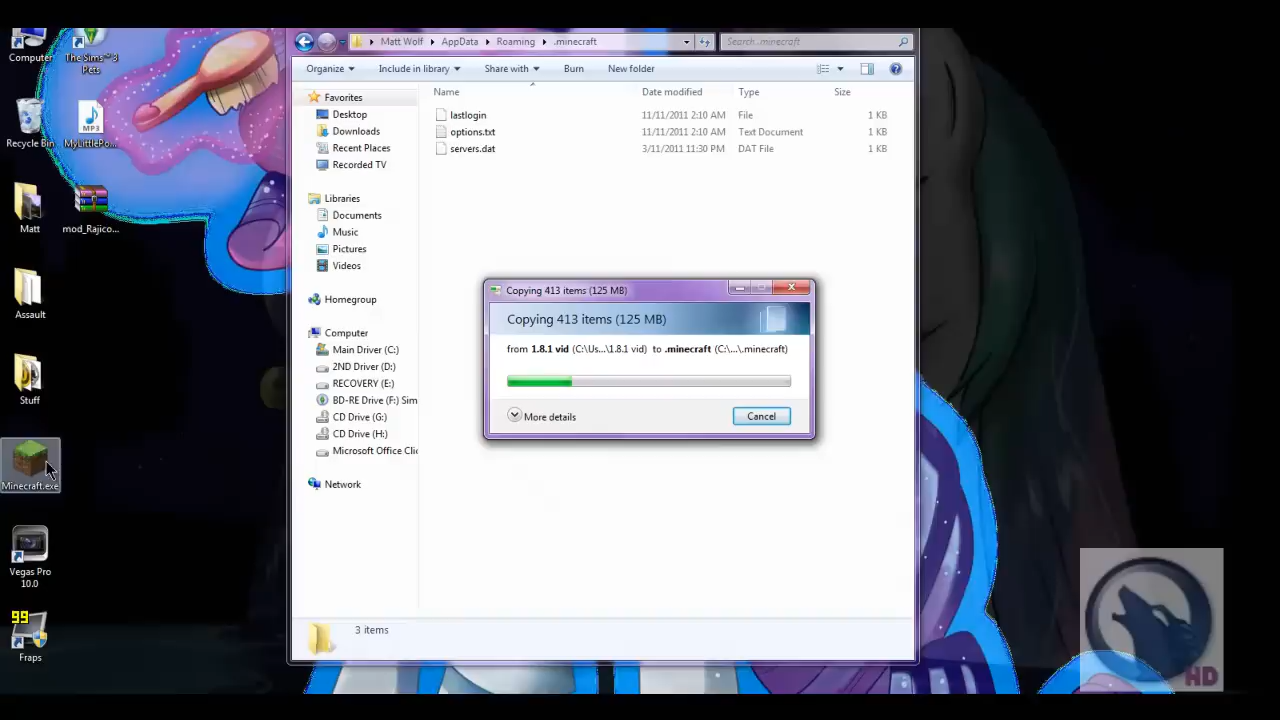 Computer
The Sims™ 3
Pets
Recycle Bin
MyLittlePo...
Matt
mod_Rajico...
Assault
Stuff
Minecraft.exe
Vegas Pro
10.0
99
Fraps
Matt Wolf ▸ AppData ▸ Roaming ▸ .minecraft
Search .minecraft
Organize
Include in library
Share with
Burn
New folder
Favorites
Desktop
Downloads
Recent Places
Recorded TV
Libraries
Documents
Music
Pictures
Videos
Homegroup
Computer
Main Driver (C:)
2ND Driver (D:)
RECOVERY (E:)
BD-RE Drive (F:) Sim
CD Drive (G:)
CD Drive (H:)
Microsoft Office Clic
Network
Name Date modified Type Size
lastlogin 11/11/2011 2:10 AM File 1 KB
options.txt 11/11/2011 2:10 AM Text Document 1 KB
servers.dat 3/11/2011 11:30 PM DAT File 1 KB
Copying 413 items (125 MB)
Copying 413 items (125 MB)
from 1.8.1 vid (C:\Us...\1.8.1 vid) to .minecraft (C:\...\.minecraft)
More details
Cancel
3 items
MP3
HD